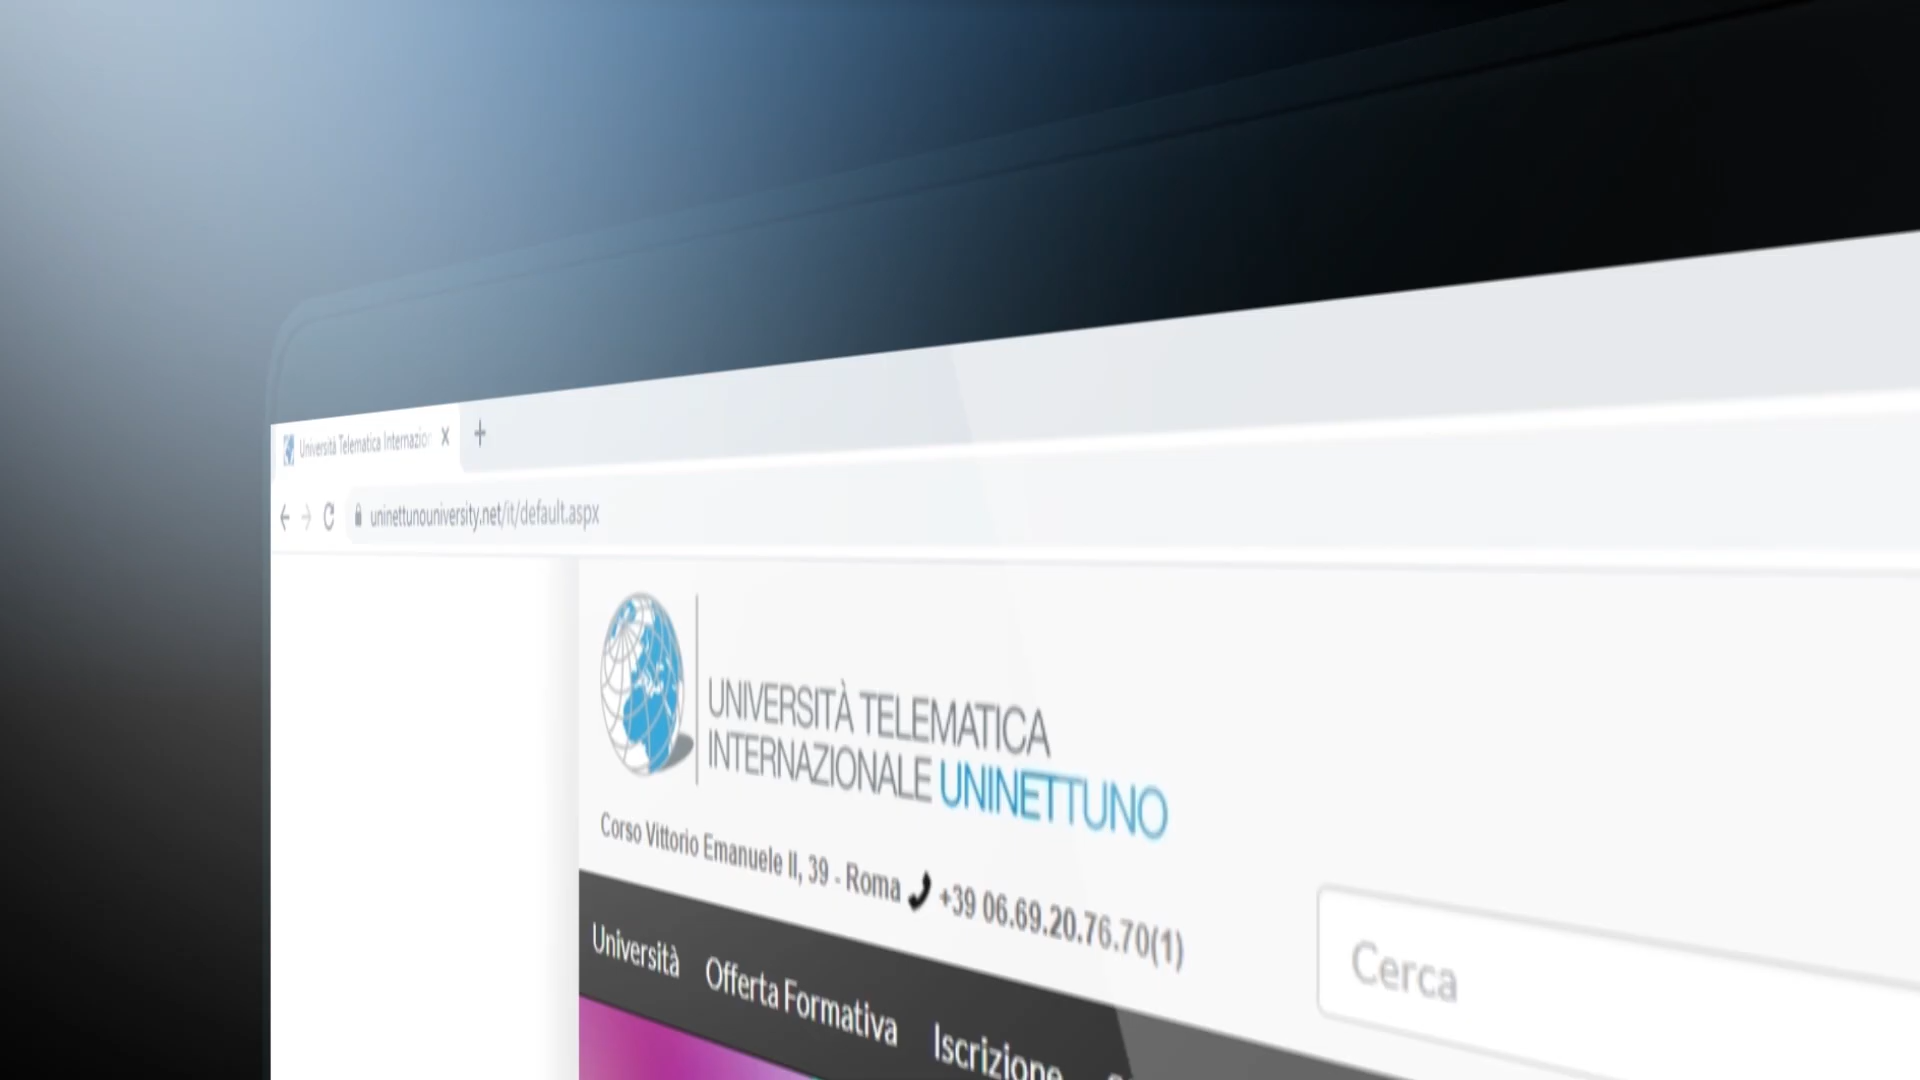 Università Telematica Internazio
uninettunouniversity.net/it/default.aspx
UNIVERSITÀ TELEMATICA
INTERNAZIONALE UNINETTUNO
Corso Vittorio Emanuele II, 39 - Roma +39 06.69.20.76.70(1)
Cerca
Università Offerta Formativa Iscrizione